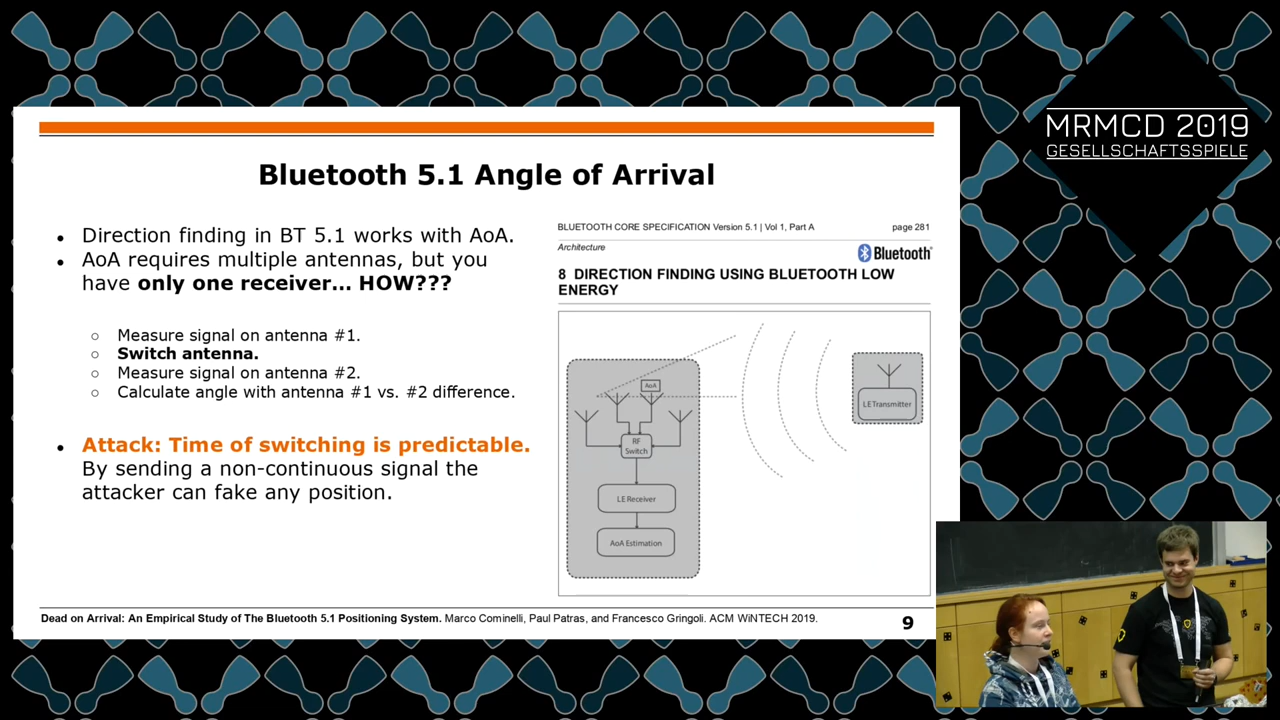 MRMCD 2019
GESELLSCHAFTSSPIELE
Bluetooth 5.1 Angle of Arrival
• Direction finding in BT 5.1 works with AoA.
• AoA requires multiple antennas, but you
have only one receiver... HOW???
○ Measure signal on antenna #1.
○ Switch antenna.
○ Measure signal on antenna #2.
○ Calculate angle with antenna #1 vs. #2 difference.
• Attack: Time of switching is predictable.
By sending a non-continuous signal the
attacker can fake any position.
BLUETOOTH CORE SPECIFICATION Version 5.1 | Vol 1, Part A page 281
Architecture
Bluetooth®
8 DIRECTION FINDING USING BLUETOOTH LOW
ENERGY
AoA
LE Transmitter
RF
Switch
LE Receiver
AoA Estimation
Dead on Arrival: An Empirical Study of The Bluetooth 5.1 Positioning System. Marco Cominelli, Paul Patras, and Francesco Gringoli. ACM WiNTECH 2019.
9